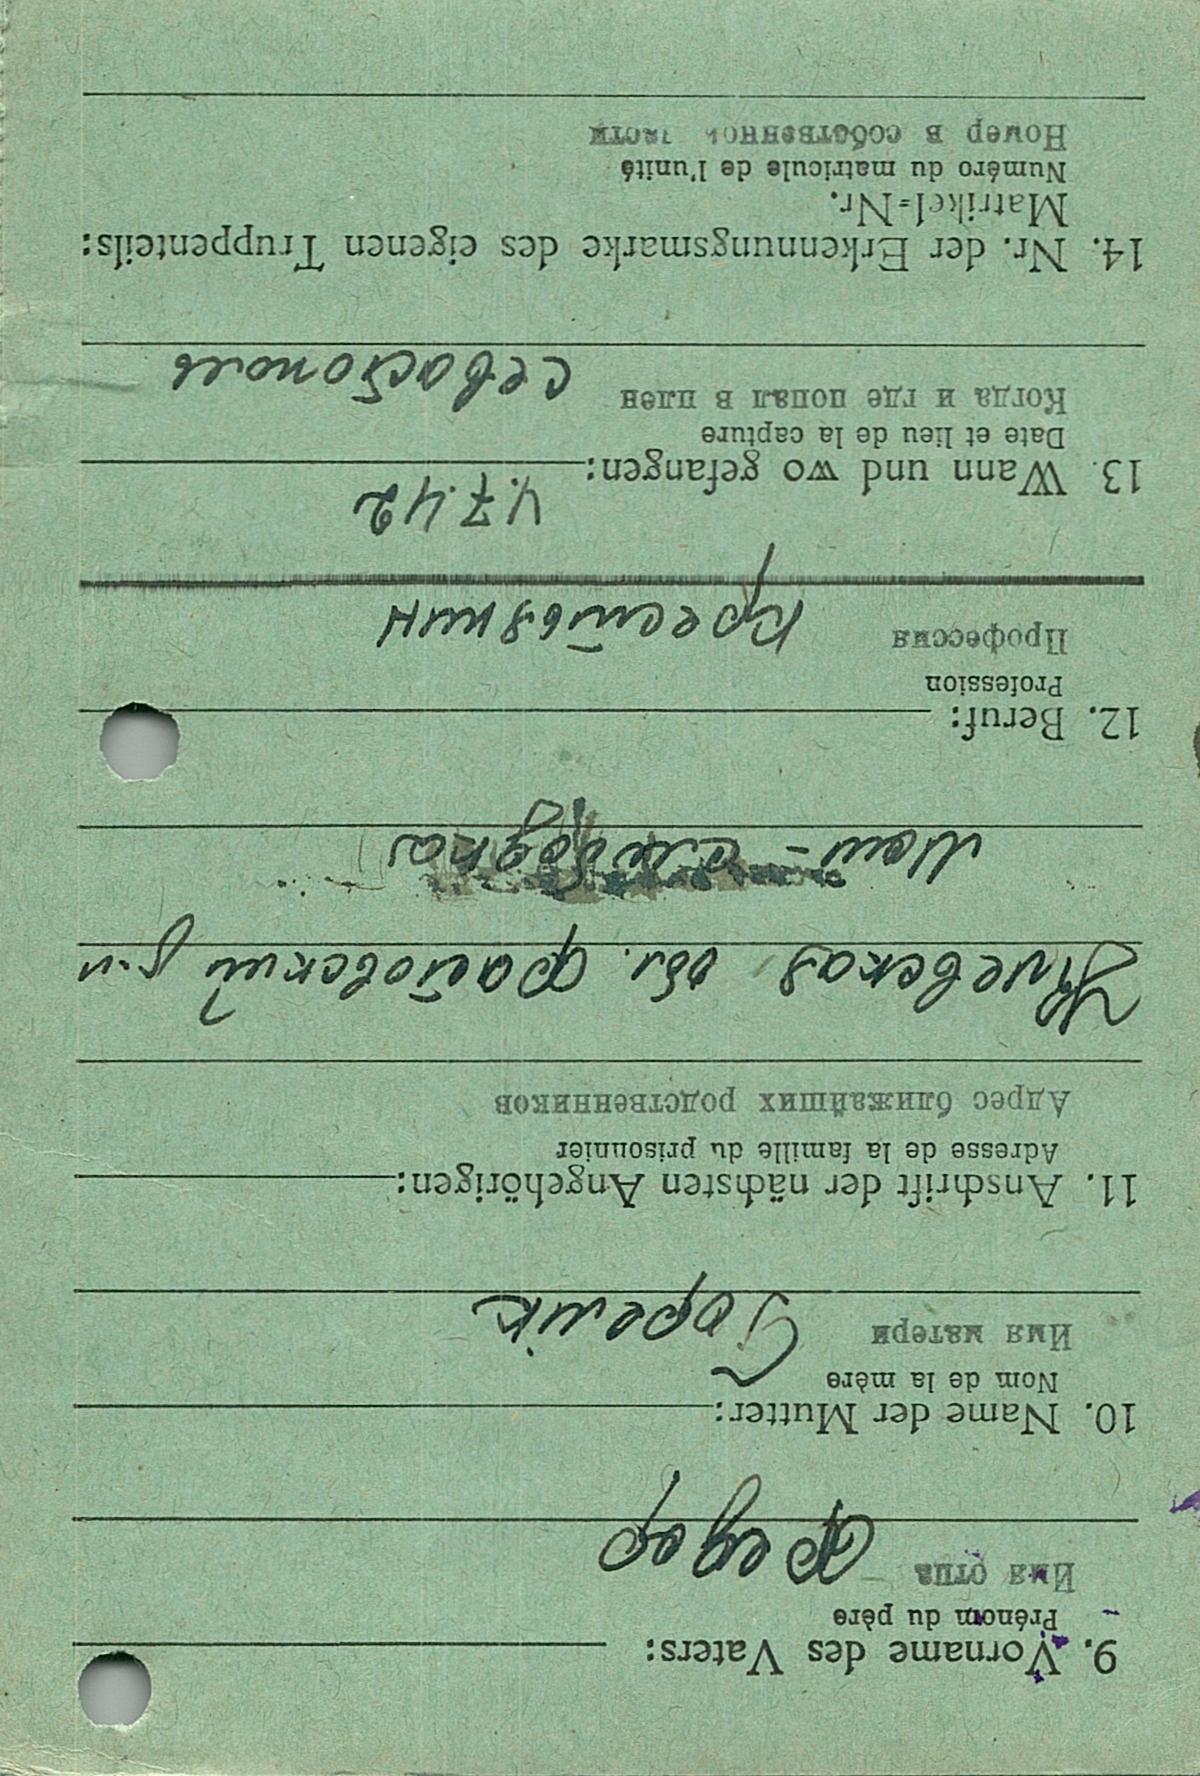 9. Vorname des Vaters:
Prénom du père
Имя отца Федор
10. Name der Mutter:
Nom de la mère
Имя матери
11. Anschrift der nächsten Angehörigen:
Adresse de la famille du prisonnier
Адрес ближайших родственников
Киевская обл. Фастовский р-н
слободка
12. Beruf:
Profession
Профессия крестьянин
4.7.42
13. Wann und wo gefangen:
Date et lieu de la capture
Когда и где попал в плен Севастополь
14. Nr. der Erkennungsmarke des eigenen Truppenteils:
Matrikel=Nr.
Numéro du matricule de l'unité
Номер в собственной части